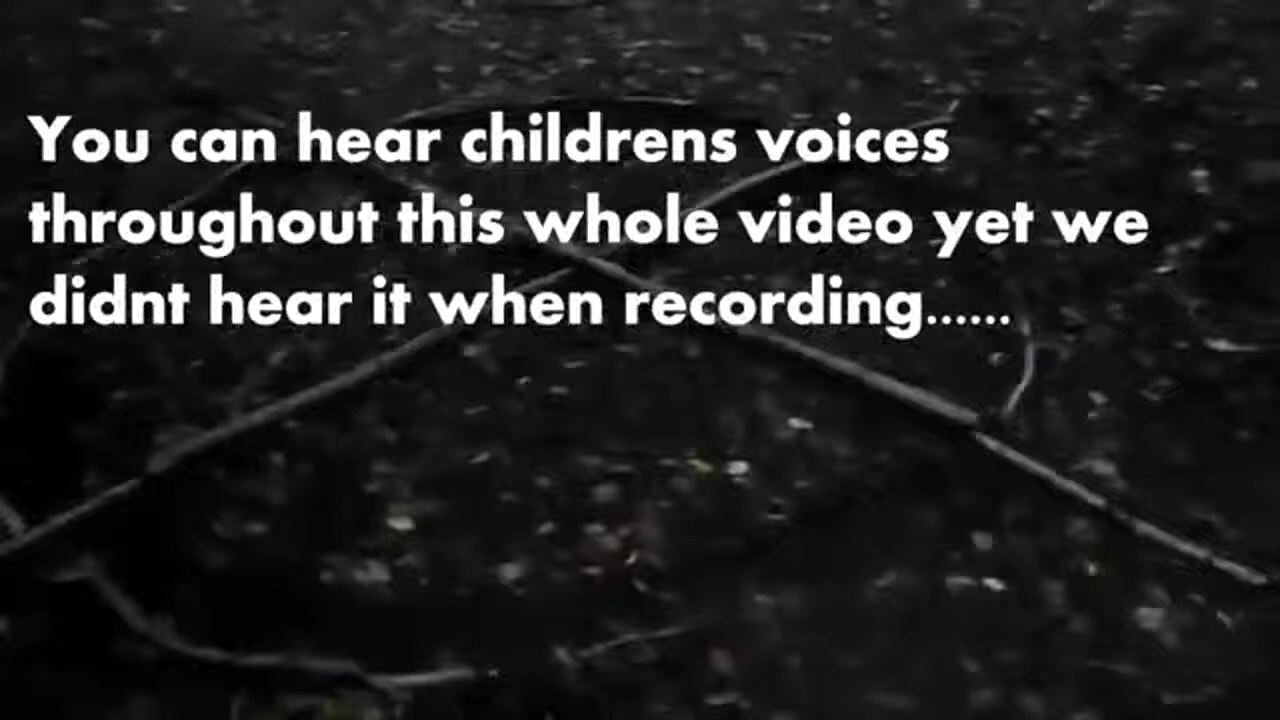 You can hear childrens voices
throughout this whole video yet we
didnt hear it when recording......